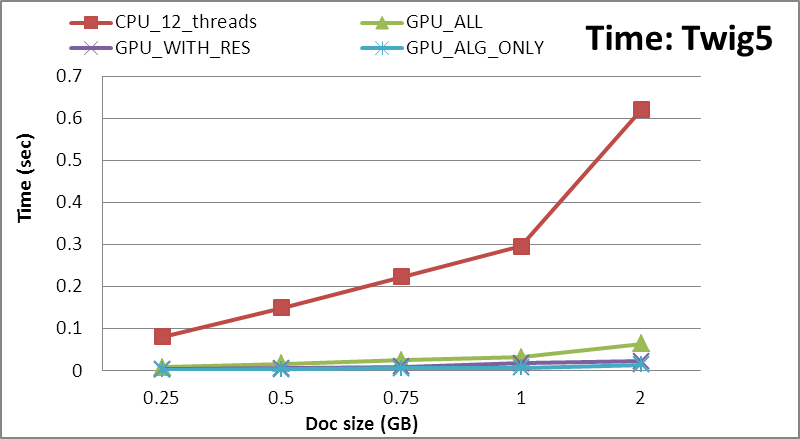 CPU_12_threads GPU_ALL
GPU_WITH_RES GPU_ALG_ONLY
Time: Twig5
0.7
0.6
0.5
0.4
0.3
0.2
0.1
0
Time (sec)
0.25 0.5 0.75 1 2
Doc size (GB)